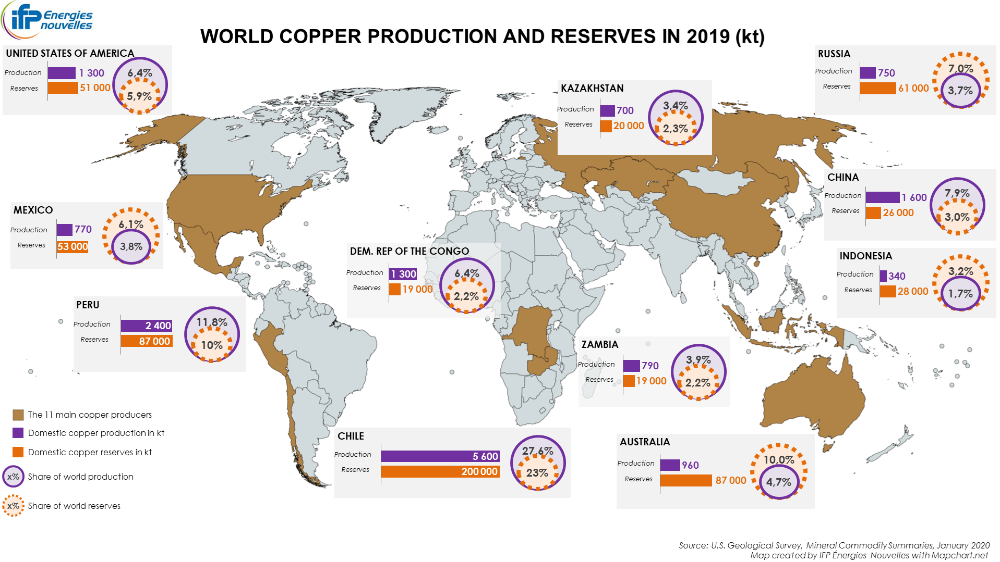 ifp Energies
nouvelles
WORLD COPPER PRODUCTION AND RESERVES IN 2019 (kt)
UNITED STATES OF AMERICA
Production 1 300
Reserves 51 000
6,4%
5,9%
RUSSIA
Production 750
Reserves 61 000
7,0%
3,7%
KAZAKHSTAN
Production 700
Reserves 20 000
3,4%
2,3%
CHINA
Production 1 600
Reserves 26 000
7,9%
3,0%
MEXICO
Production 770
Reserves 53 000
6,1%
3,8%
DEM. REP OF THE CONGO
Production 1 300
Reserves 19 000
6,4%
2,2%
INDONESIA
Production 340
Reserves 28 000
3,2%
1,7%
PERU
Production 2 400
Reserves 87 000
11,8%
10%
ZAMBIA
Production 790
Reserves 19 000
3,9%
2,2%
CHILE
Production 5 600
Reserves 200 000
27,6%
23%
AUSTRALIA
Production 960
Reserves 87 000
10,0%
4,7%
The 11 main copper producers
Domestic copper production in kt
Domestic copper reserves in kt
x% Share of world production
x% Share of world reserves
Source: U.S. Geological Survey, Mineral Commodity Summaries, January 2020
Map created by IFP Énergies Nouvelles with Mapchart.net